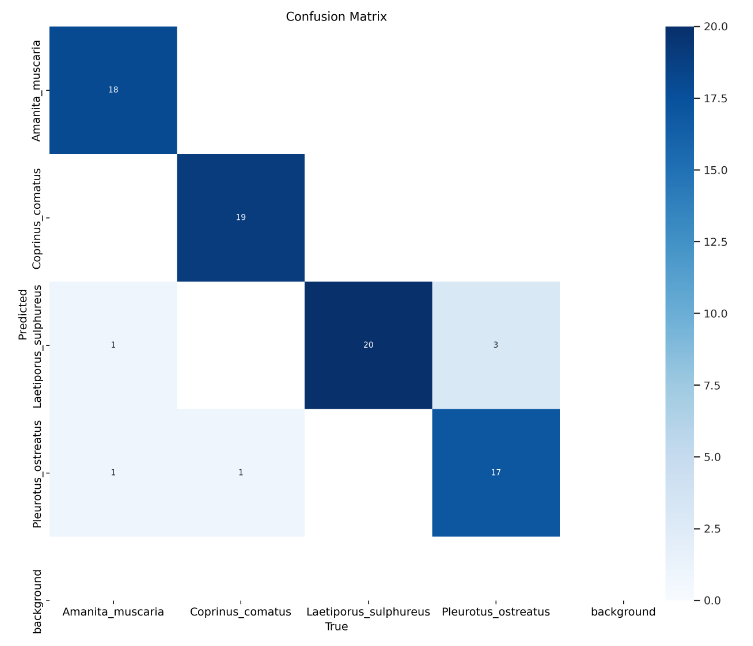 Confusion Matrix
Amanita_muscaria
Coprinus_comatus
Laetiporus_sulphureus
Pleurotus_ostreatus
background
Predicted
18
19
1 20 3
1 1 17
Amanita_muscaria Coprinus_comatus Laetiporus_sulphureus Pleurotus_ostreatus background
True
20.0
17.5
15.0
12.5
10.0
7.5
5.0
2.5
0.0